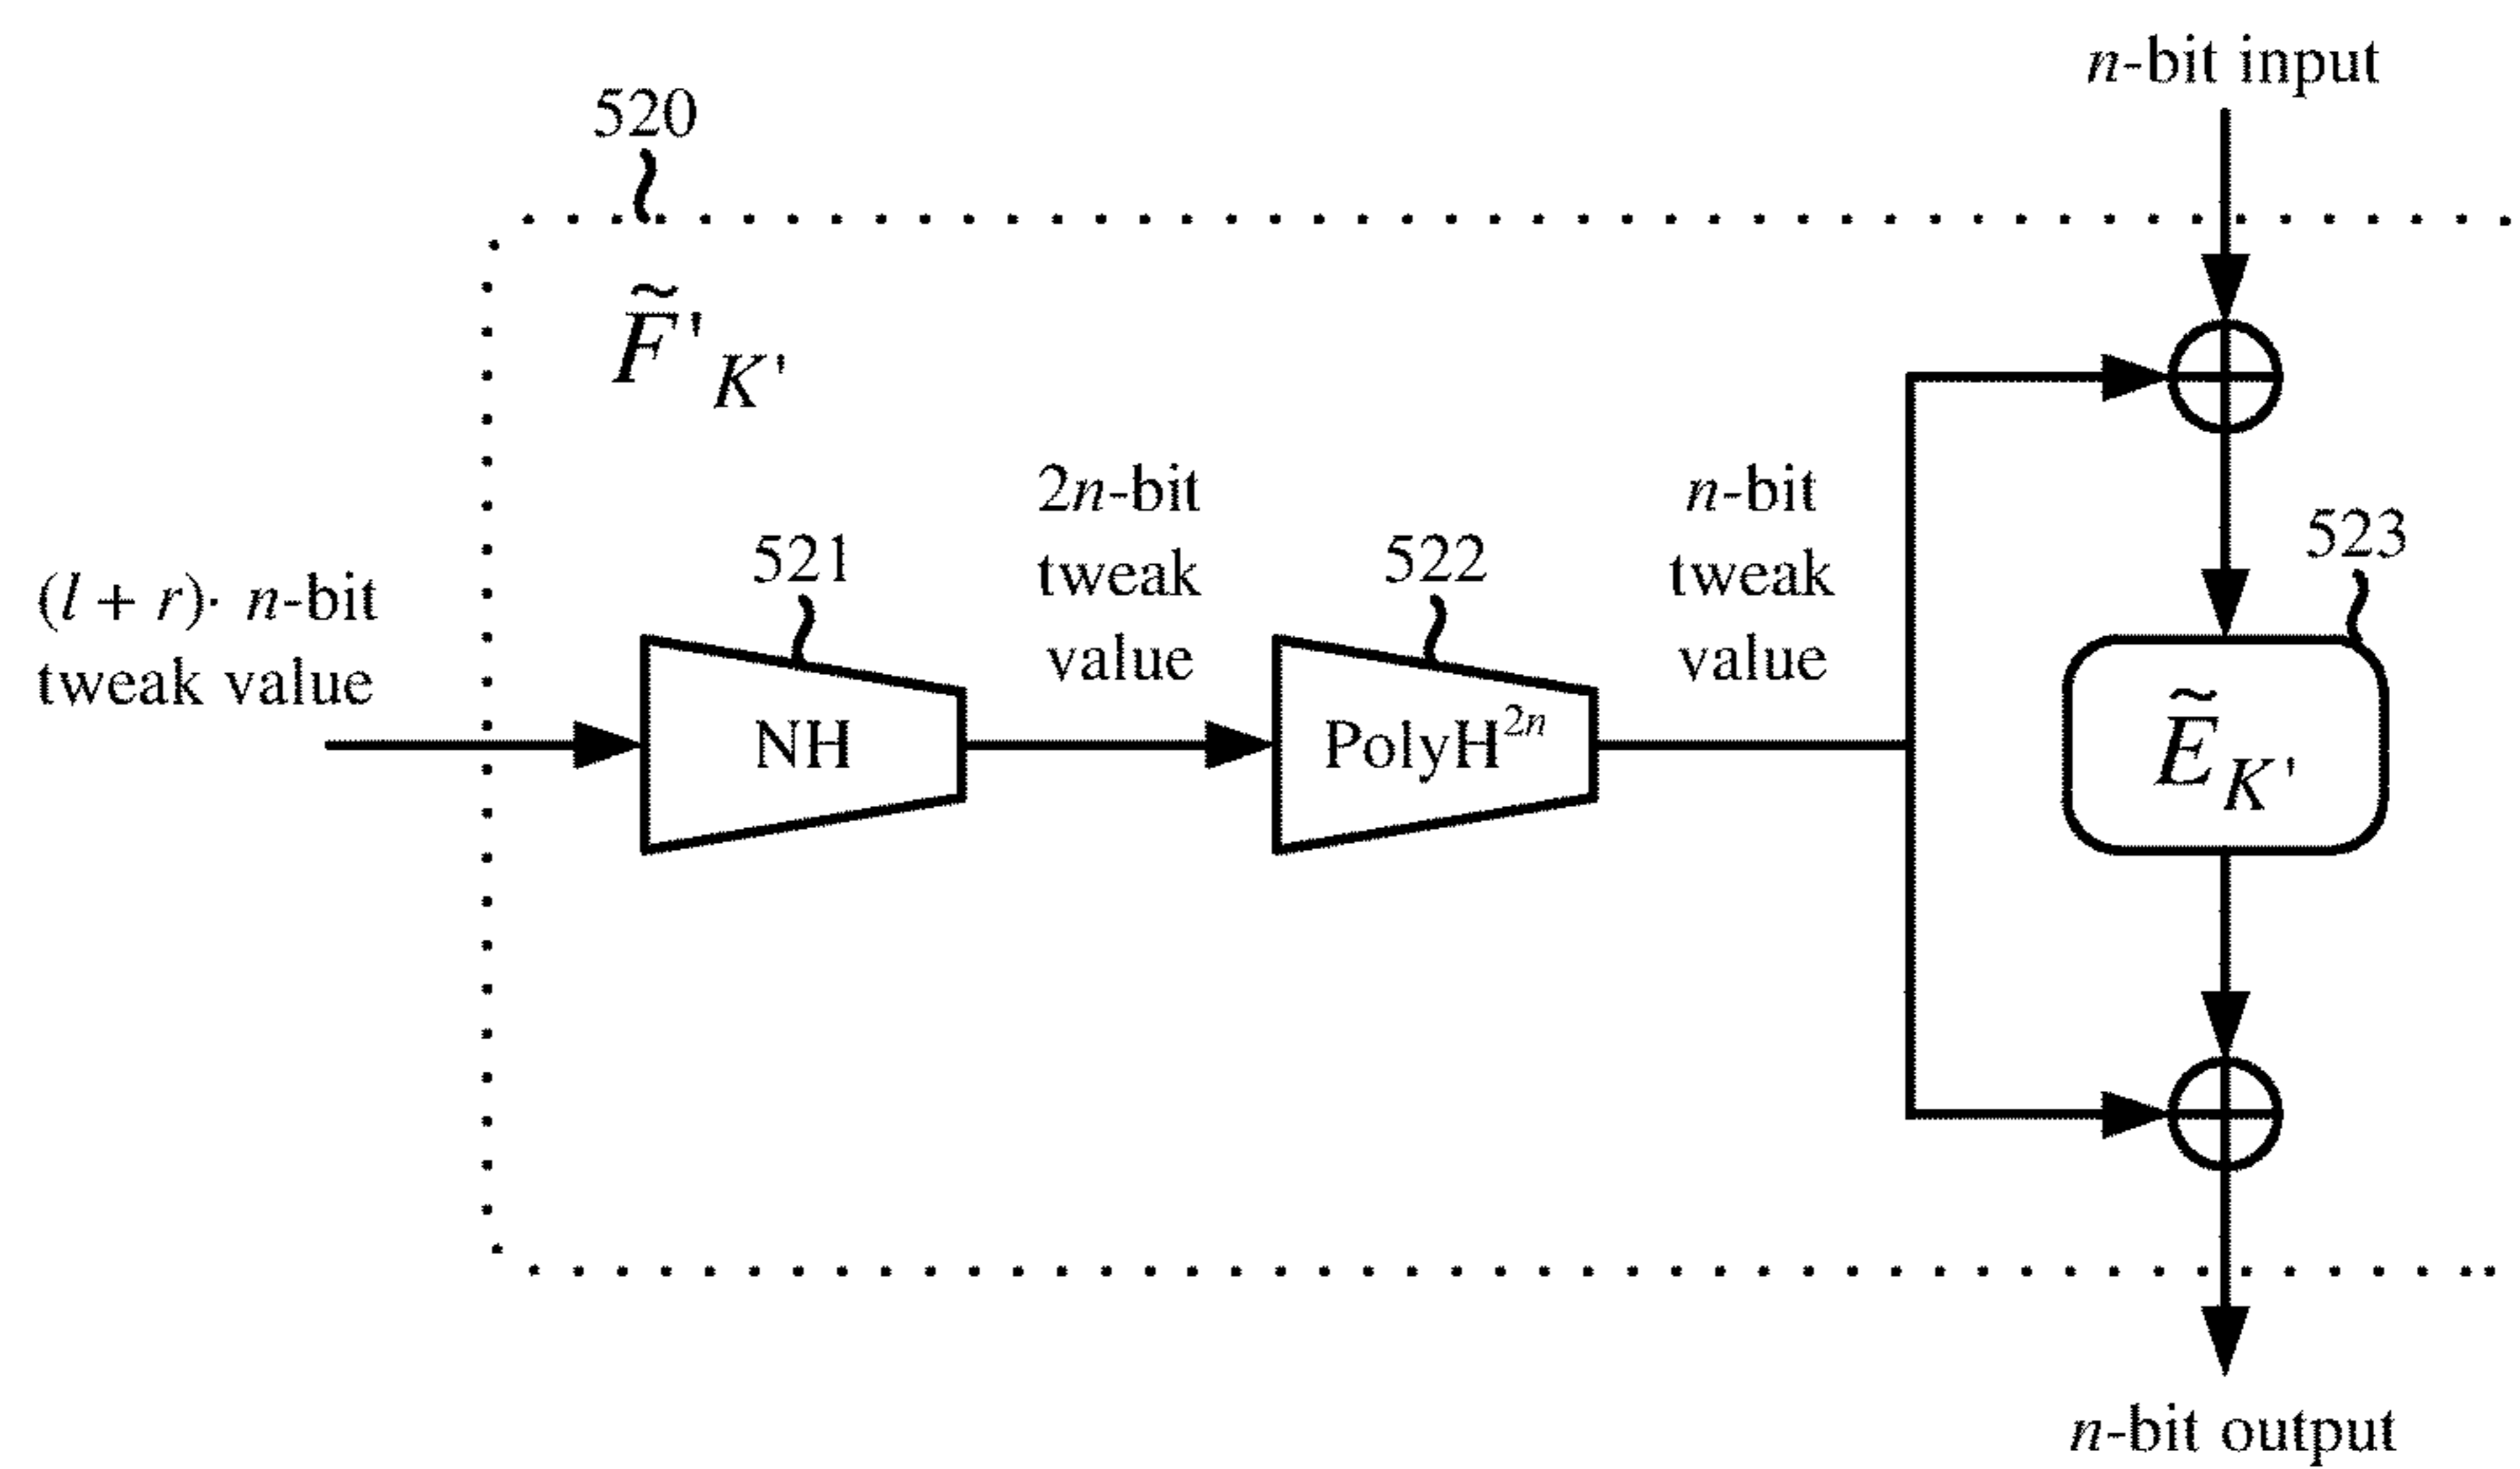 n-bit input
520
F̃'K'
2n-bit
tweak
value
n-bit
tweak
value
521
522
523
(l + r)· n-bit
tweak value
NH
PolyH²ⁿ
ẼK'
n-bit output